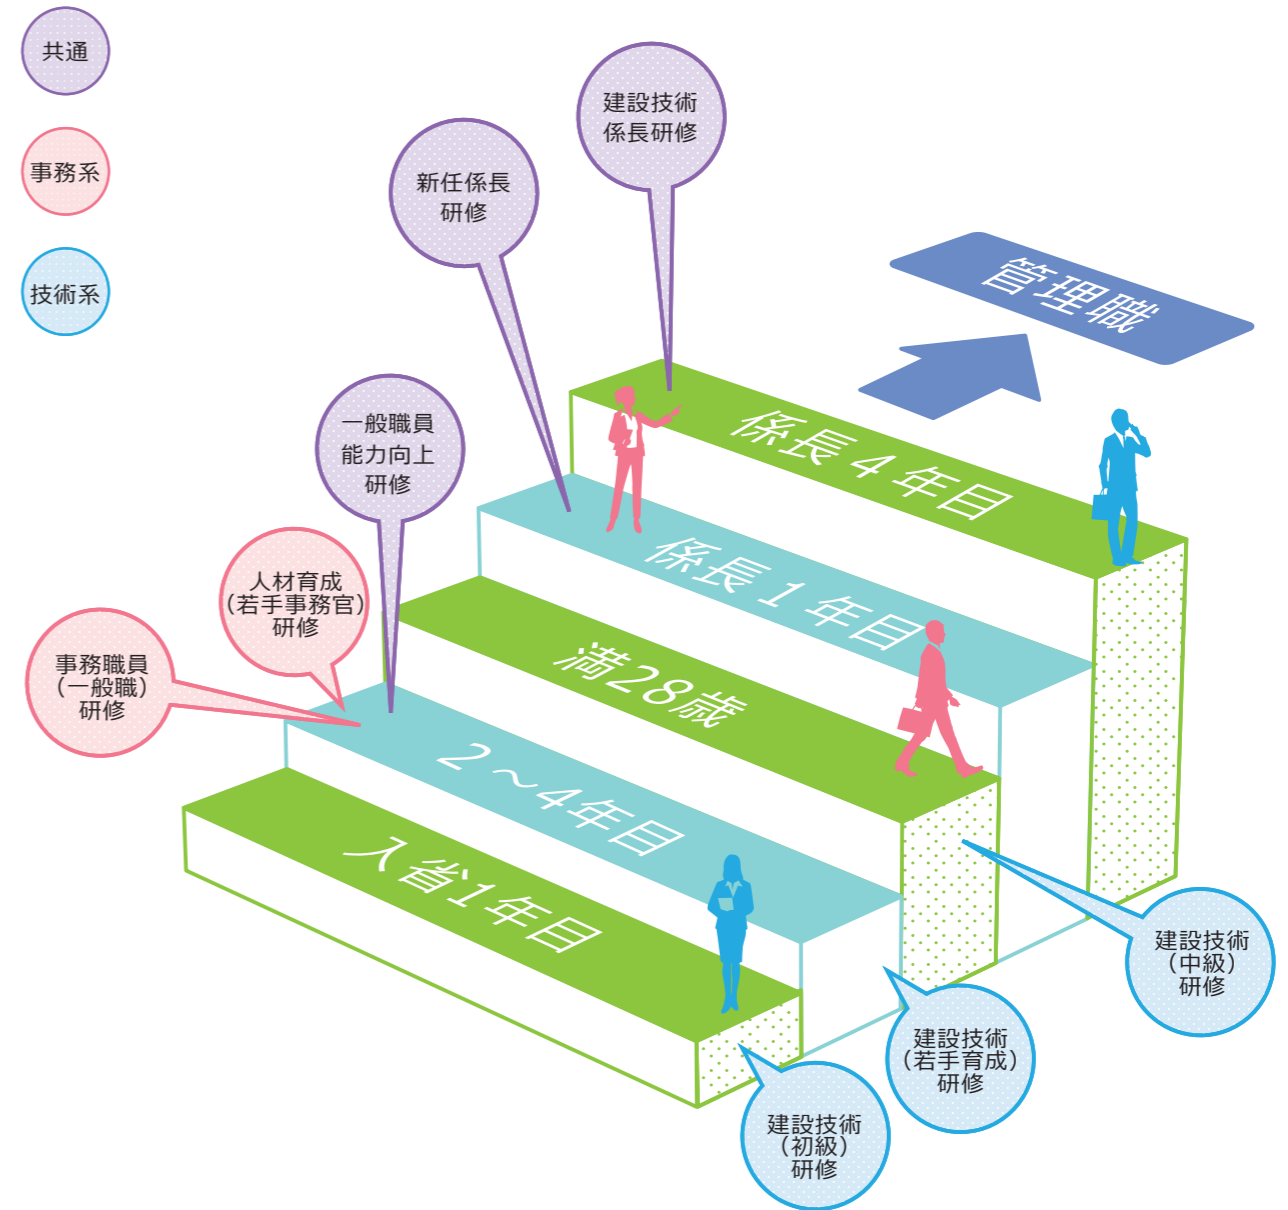 共通
事務系
技術系
建設技術
係長研修
新任係長
研修
一般職員
能力向上
研修
人材育成
（若手事務官）
研修
事務職員
（一般職）
研修
管理職
係長４年目
係長１年目
満28歳
２～４年目
入省１年目
建設技術
（中級）
研修
建設技術
（若手育成）
研修
建設技術
（初級）
研修